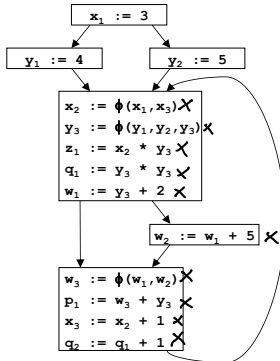 x₁ := 3
y₁ := 4
y₂ := 5
x₂ := ϕ(x₁,x₃) ✗
y₃ := ϕ(y₁,y₂,y₃) ✗
z₁ := x₂ * y₃ ✗
q₁ := y₃ * y₃ ✗
w₁ := y₃ + 2 ✗
w₂ := w₁ + 5 ✗
w₃ := ϕ(w₁,w₂) ✗
p₁ := w₃ + y₃ ✗
x₃ := x₂ + 1 ✗
q₂ := q₁ + 1 ✗